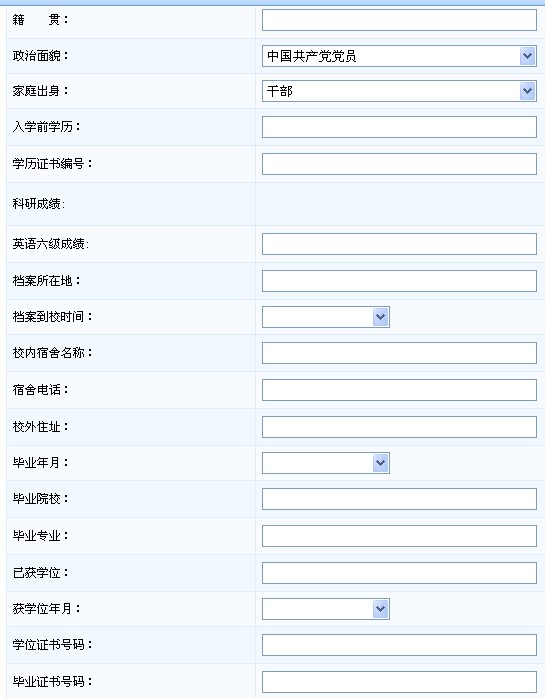 籍　　贯：
政治面貌： 中国共产党党员
家庭出身： 干部
入学前学历：
学历证书编号：
科研成绩:
英语六级成绩:
档案所在地：
档案到校时间：
校内宿舍名称：
宿舍电话：
校外住址：
毕业年月：
毕业院校：
毕业专业：
已获学位：
获学位年月：
学位证书号码：
毕业证书号码：